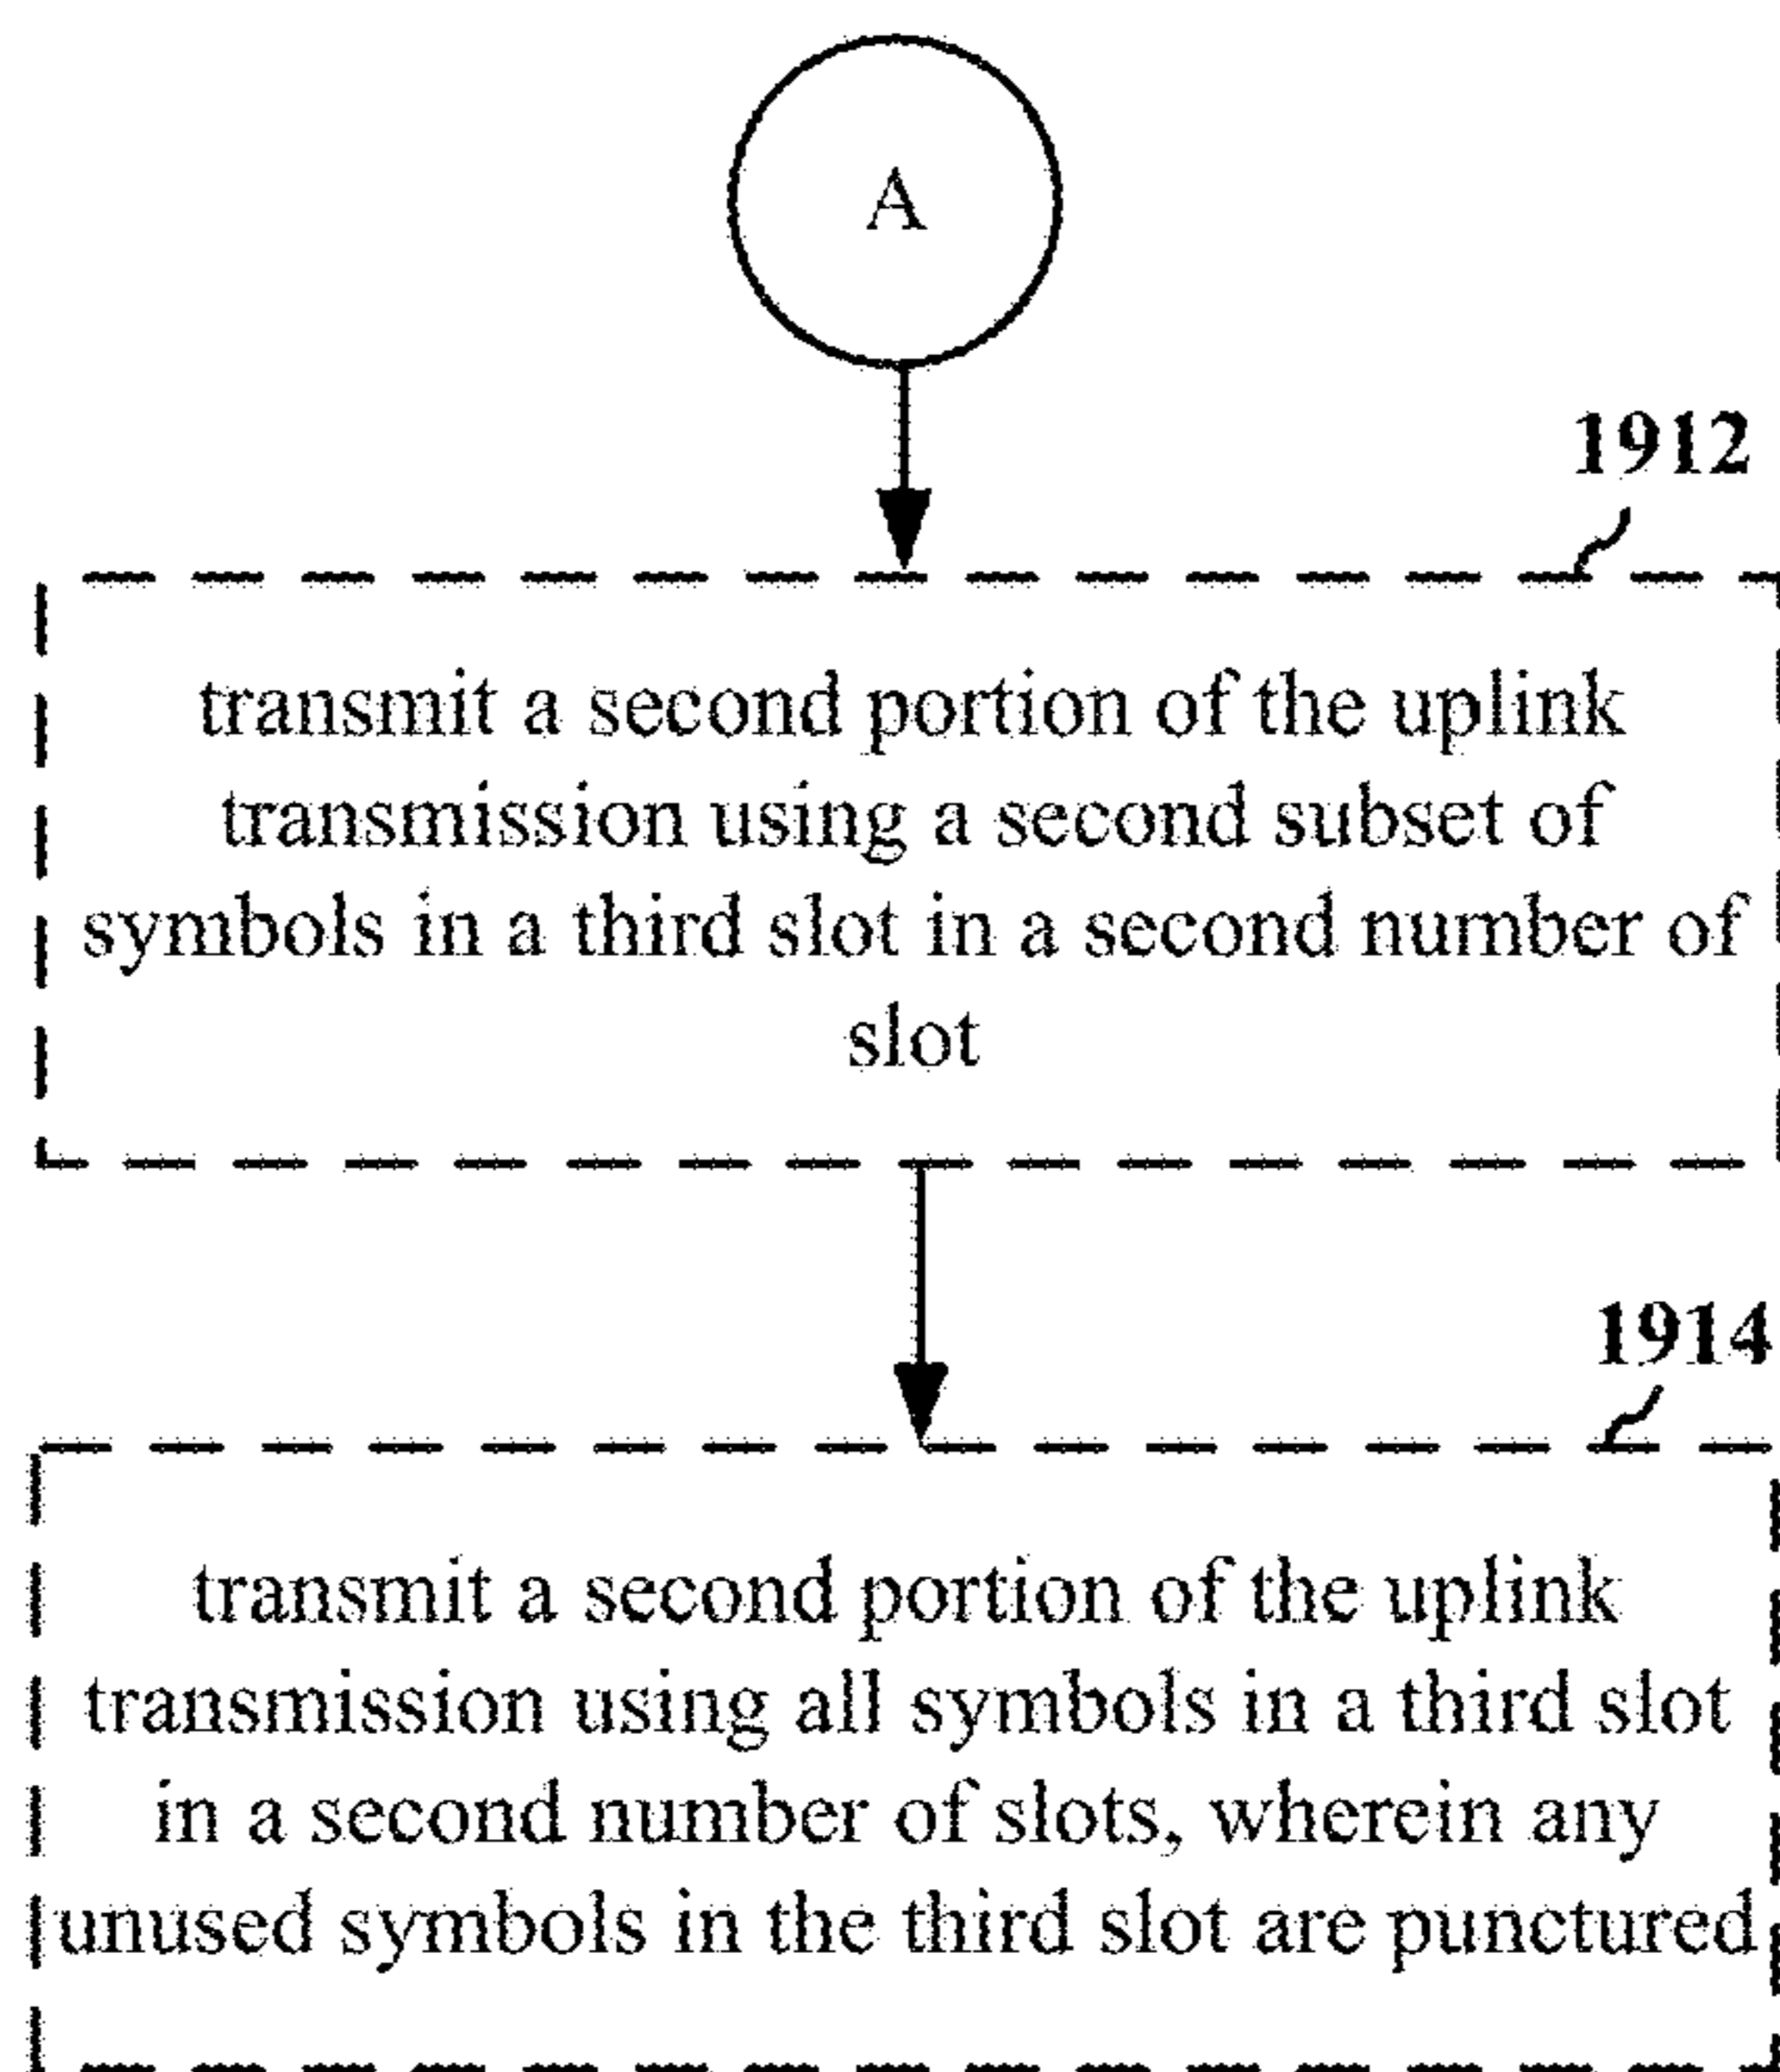 A
1912
transmit a second portion of the uplink
transmission using a second subset of
symbols in a third slot in a second number of
slot
1914
transmit a second portion of the uplink
transmission using all symbols in a third slot
in a second number of slots, wherein any
unused symbols in the third slot are punctured